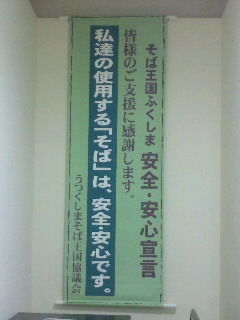 そば王国ふくしま 安全・安心宣言
皆様のご支援に感謝します。
私達の使用する「そば」は、安全・安心です。
うつくしまそば王国協議会